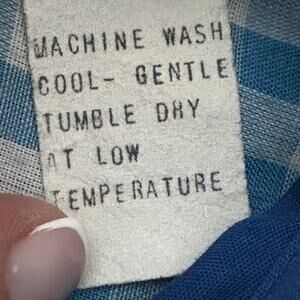 MACHINE WASH
COOL- GENTLE
TUMBLE DRY
AT LOW
TEMPERATURE